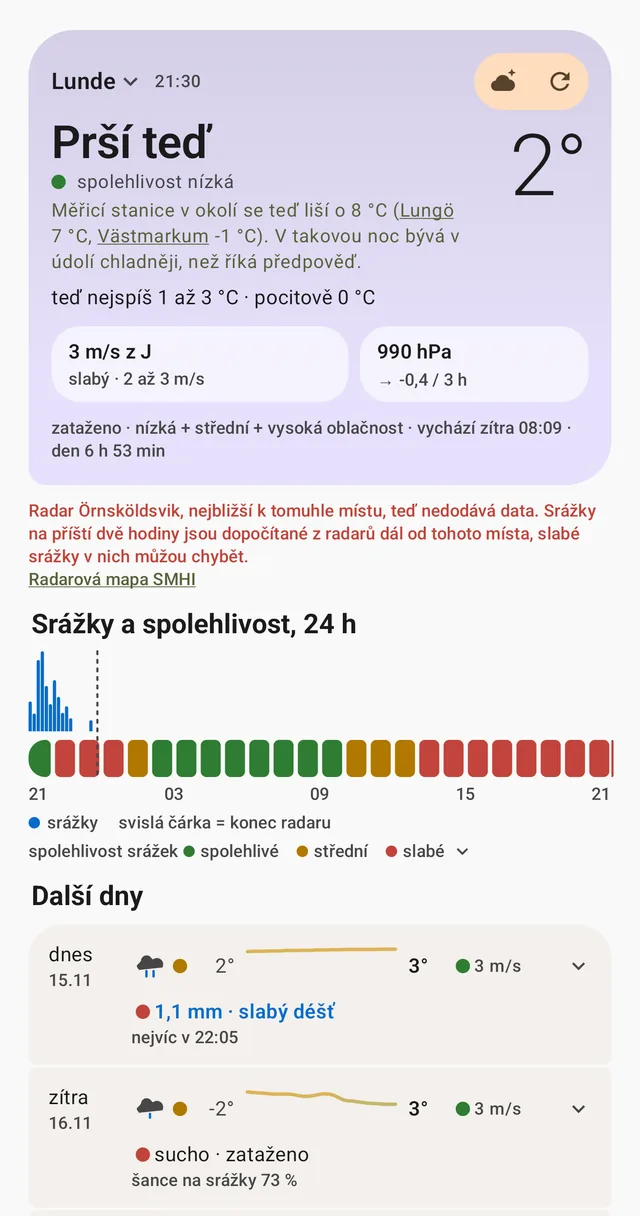 Lunde 21:30
Prší teď
2°
spolehlivost nízká
Měřicí stanice v okolí se teď liší o 8 °C (Lungö
7 °C, Västmarkum -1 °C). V takovou noc bývá v
údolí chladněji, než říká předpověď.
teď nejspíš 1 až 3 °C · pocitově 0 °C
3 m/s z J
slabý · 2 až 3 m/s
990 hPa
→ -0,4 / 3 h
zataženo · nízká + střední + vysoká oblačnost · vychází zítra 08:09 ·
den 6 h 53 min
Radar Örnsköldsvik, nejbližší k tomuhle místu, teď nedodává data. Srážky
na příští dvě hodiny jsou dopočítané z radarů dál od tohoto místa, slabé
srážky v nich můžou chybět.
Radarová mapa SMHI
Srážky a spolehlivost, 24 h
21 03 09 15 21
srážky svislá čárka = konec radaru
spolehlivost srážek spolehlivé střední slabé
Další dny
dnes
15.11
2° 3° 3 m/s
1,1 mm · slabý déšť
nejvíc v 22:05
zítra
16.11
-2° 3° 3 m/s
sucho · zataženo
šance na srážky 73 %